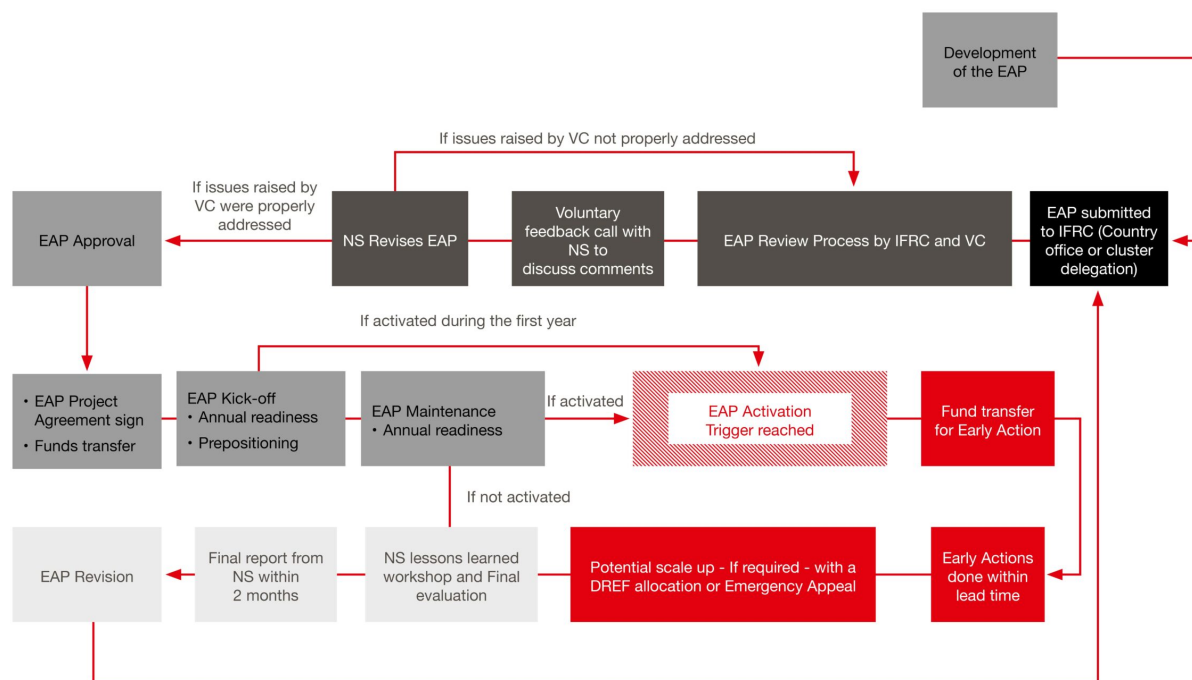 Development
of the EAP
If issues raised by VC not properly addressed
If issues raised by
VC were properly
addressed
EAP Approval
NS Revises EAP
Voluntary
feedback call with
NS to
discuss comments
EAP Review Process by IFRC and VC
EAP submitted
to IFRC (Country
office or cluster
delegation)
If activated during the first year
• EAP Project
Agreement sign
• Funds transfer
EAP Kick-off
• Annual readiness
• Prepositioning
EAP Maintenance
• Annual readiness
If activated
EAP Activation
Trigger reached
Fund transfer
for Early Action
If not activated
EAP Revision
Final report from
NS within
2 months
NS lessons learned
workshop and Final
evaluation
Potential scale up - If required - with a
DREF allocation or Emergency Appeal
Early Actions
done within
lead time